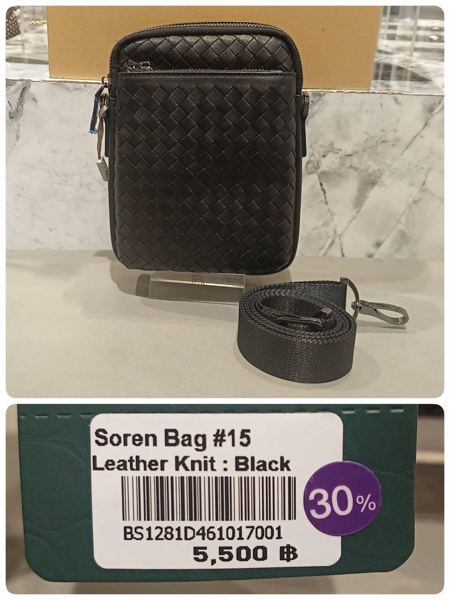 Soren Bag #15
Leather Knit : Black
30%
BS1281D461017001
5,500 ฿